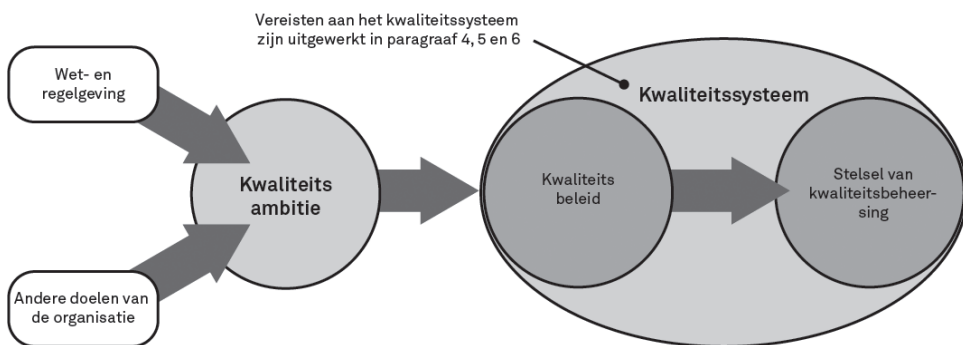 Vereisten aan het kwaliteitssysteem
zijn uitgewerkt in paragraaf 4, 5 en 6
Wet- en
regelgeving
Kwaliteitssysteem
Kwaliteits
ambitie
Kwaliteits
beleid
Stelsel van
kwaliteitsbeheer-
sing
Andere doelen van
de organisatie